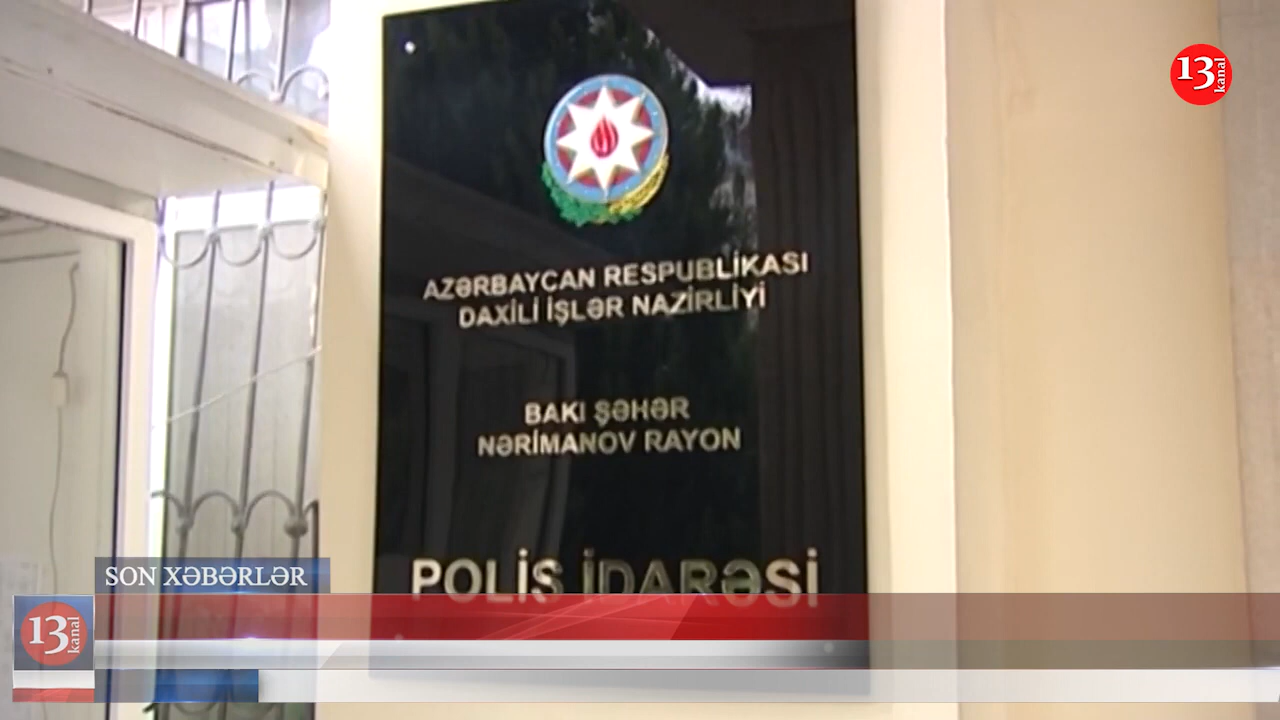 13 kanal
AZƏRBAYCAN RESPUBLİKASI
DAXİLİ İŞLƏR NAZİRLİYİ
BAKI ŞƏHƏR
NƏRİMANOV RAYON
POLİS İDARƏSİ
SON XƏBƏRLƏR
13 kanal